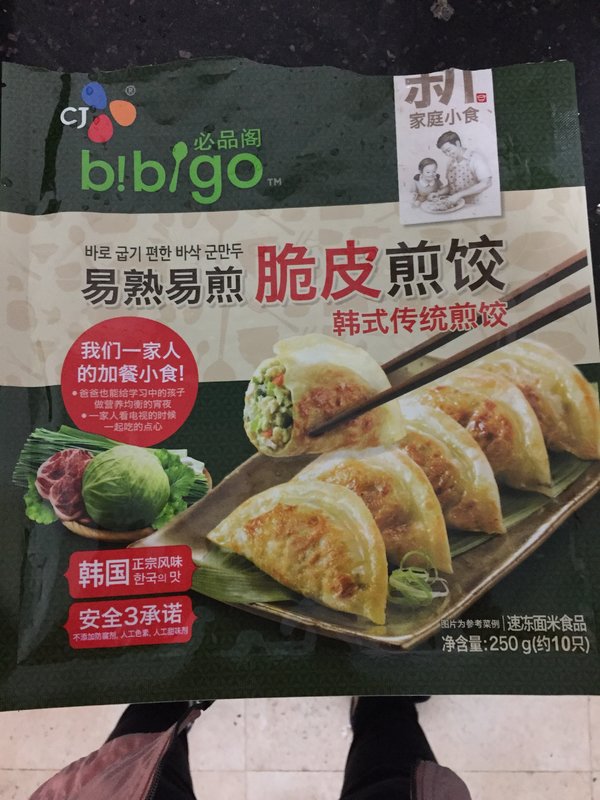 CJ
®
必品阁
b!b!go™
新
家庭小食
바로 굽기 편한 바삭 군만두
易熟易煎 脆皮煎饺
韩式传统煎饺
我们一家人
的加餐小食!
• 爸爸也能给学习中的孩子
做营养均衡的宵夜
• 一家人看电视的时候
一起吃的点心
韩国 正宗风味
한국의 맛
安全3承诺
不添加防腐剂, 人工色素, 人工甜味剂
图片为参考菜例 速冻面米食品
净含量: 250 g(约10只)